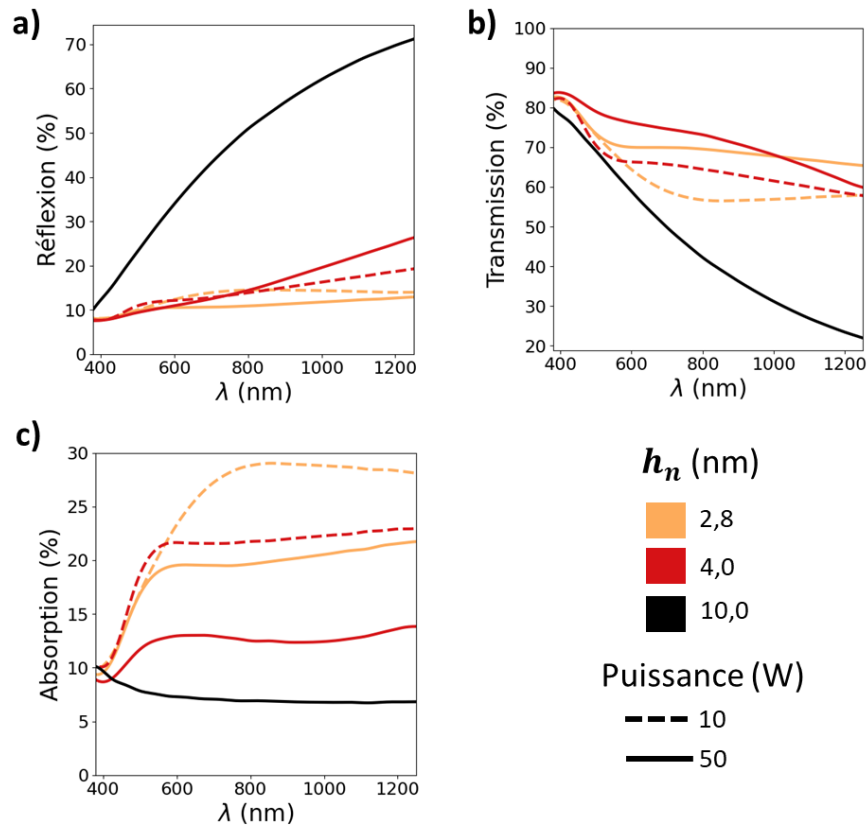 a)
Réflexion (%)
70
60
50
40
30
20
10
0
400 600 800 1000 1200
λ (nm)
b)
Transmission (%)
100
90
80
70
60
50
40
30
20
400 600 800 1000 1200
λ (nm)
c)
Absorption (%)
30
25
20
15
10
5
0
400 600 800 1000 1200
λ (nm)
hₙ (nm)
2,8
4,0
10,0
Puissance (W)
10
50